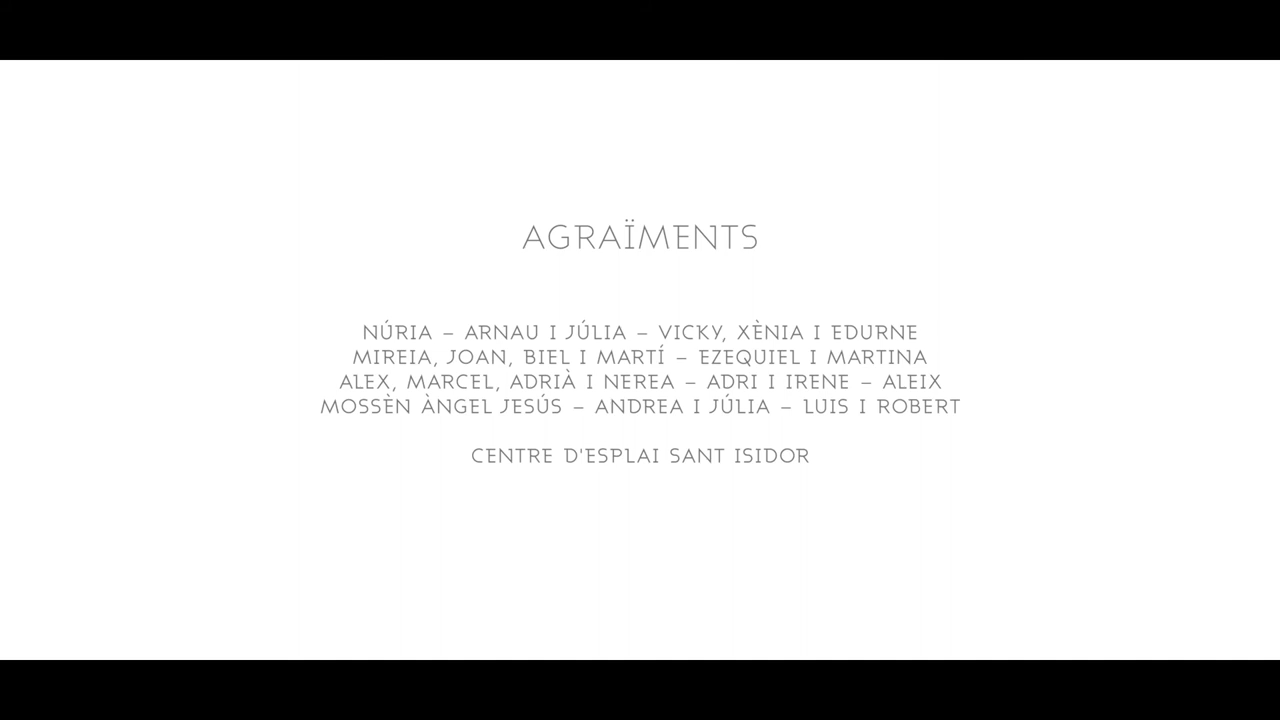 AGRAÏMENTS
NÚRIA – ARNAU I JÚLIA – VICKY, XÈNIA I EDURNE
MIREIA, JOAN, BIEL I MARTÍ – EZEQUIEL I MARTINA
ALEX, MARCEL, ADRIÀ I NEREA – ADRI I IRENE – ALEIX
MOSSÈN ÀNGEL JESÚS – ANDREA I JÚLIA – LUIS I ROBERT
CENTRE D'ESPLAI SANT ISIDOR